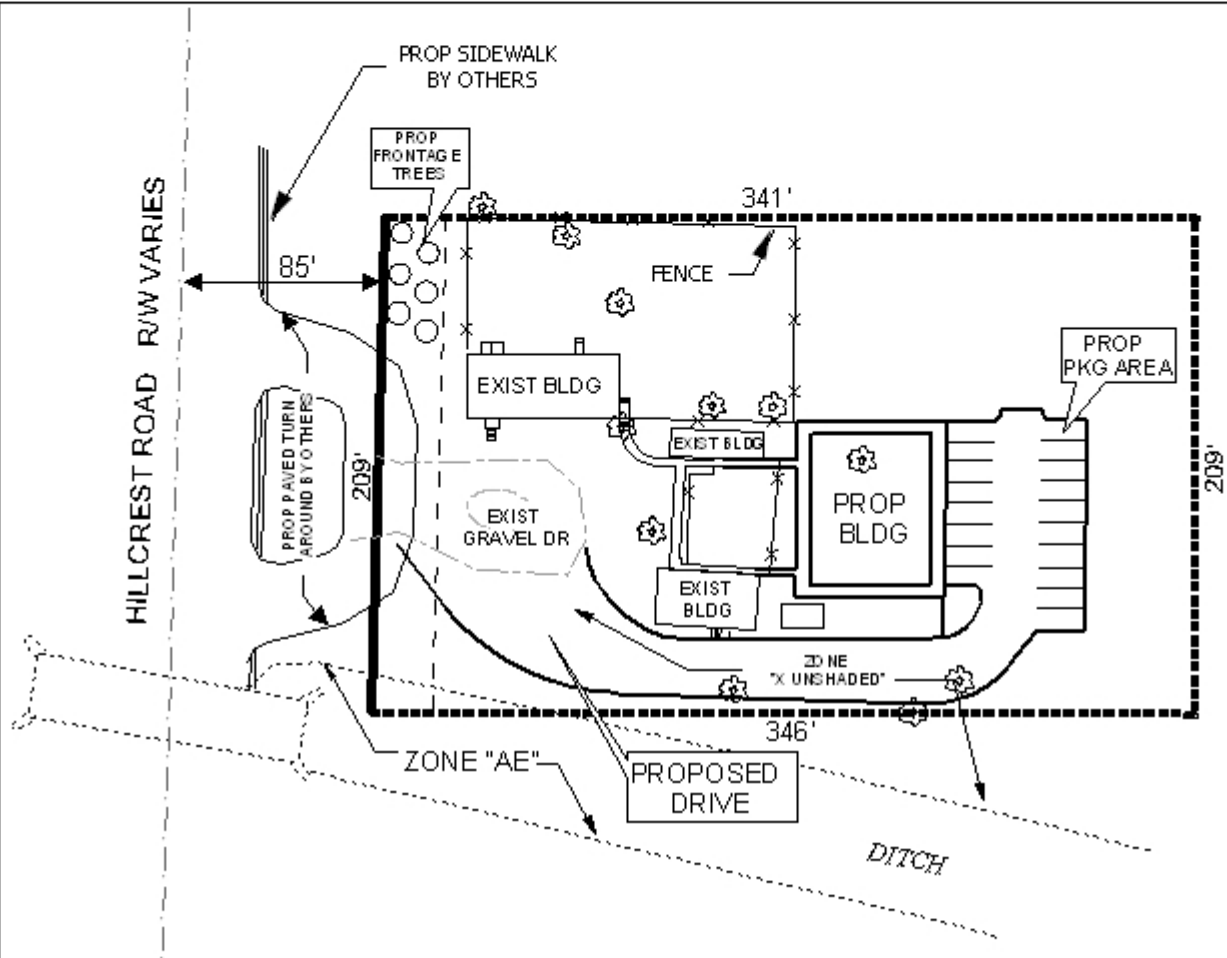 PROP SIDEWALK
BY OTHERS
PROP
FRONTAGE
TREES
341'
HILLCREST ROAD R/W VARIES
85'
FENCE
PROP
PKG AREA
EXIST BLDG
EXIST BLDG
PROP PAVED TURN
AROUND BY OTHERS
209'
209'
EXIST
GRAVEL DR
PROP
BLDG
EXIST
BLDG
ZONE
"X UNSHADED"
346'
ZONE "AE"
PROPOSED
DRIVE
DITCH